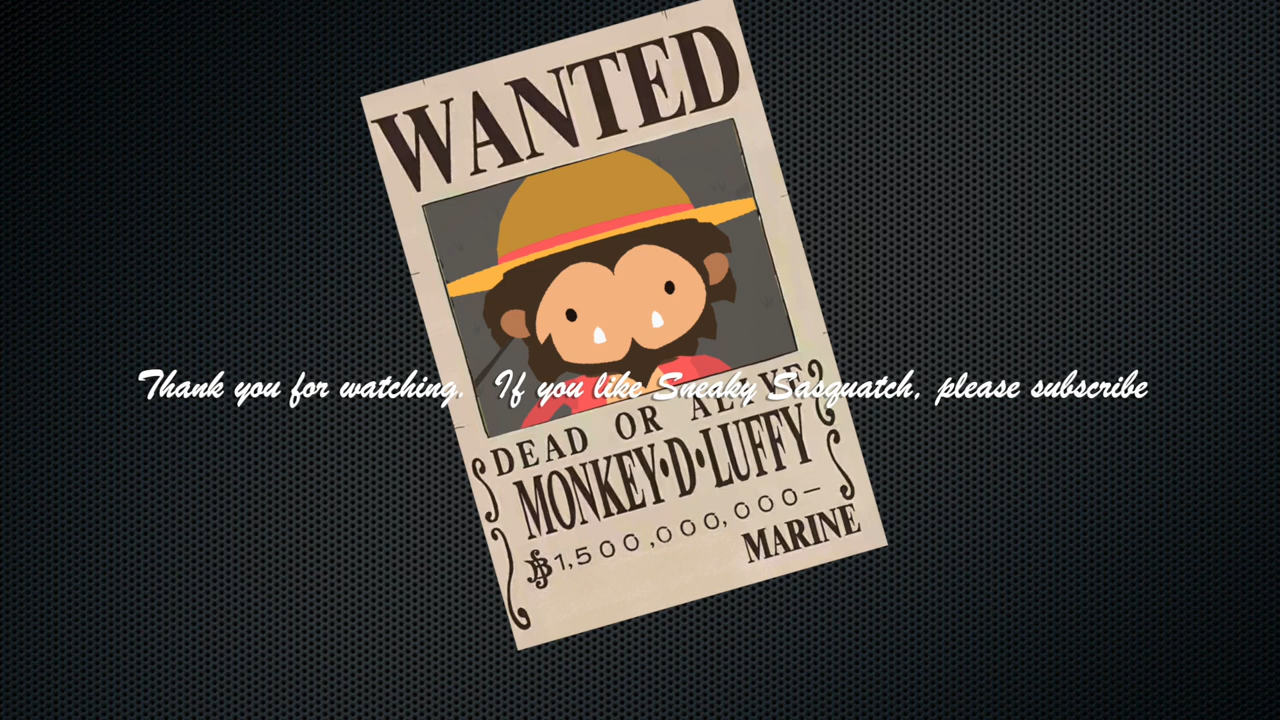 WANTED
Thank you for watching. If you like Sneaky Sasquatch, please subscribe
DEAD OR ALIVE
MONKEY•D•LUFFY
฿1,500,000,000—
MARINE